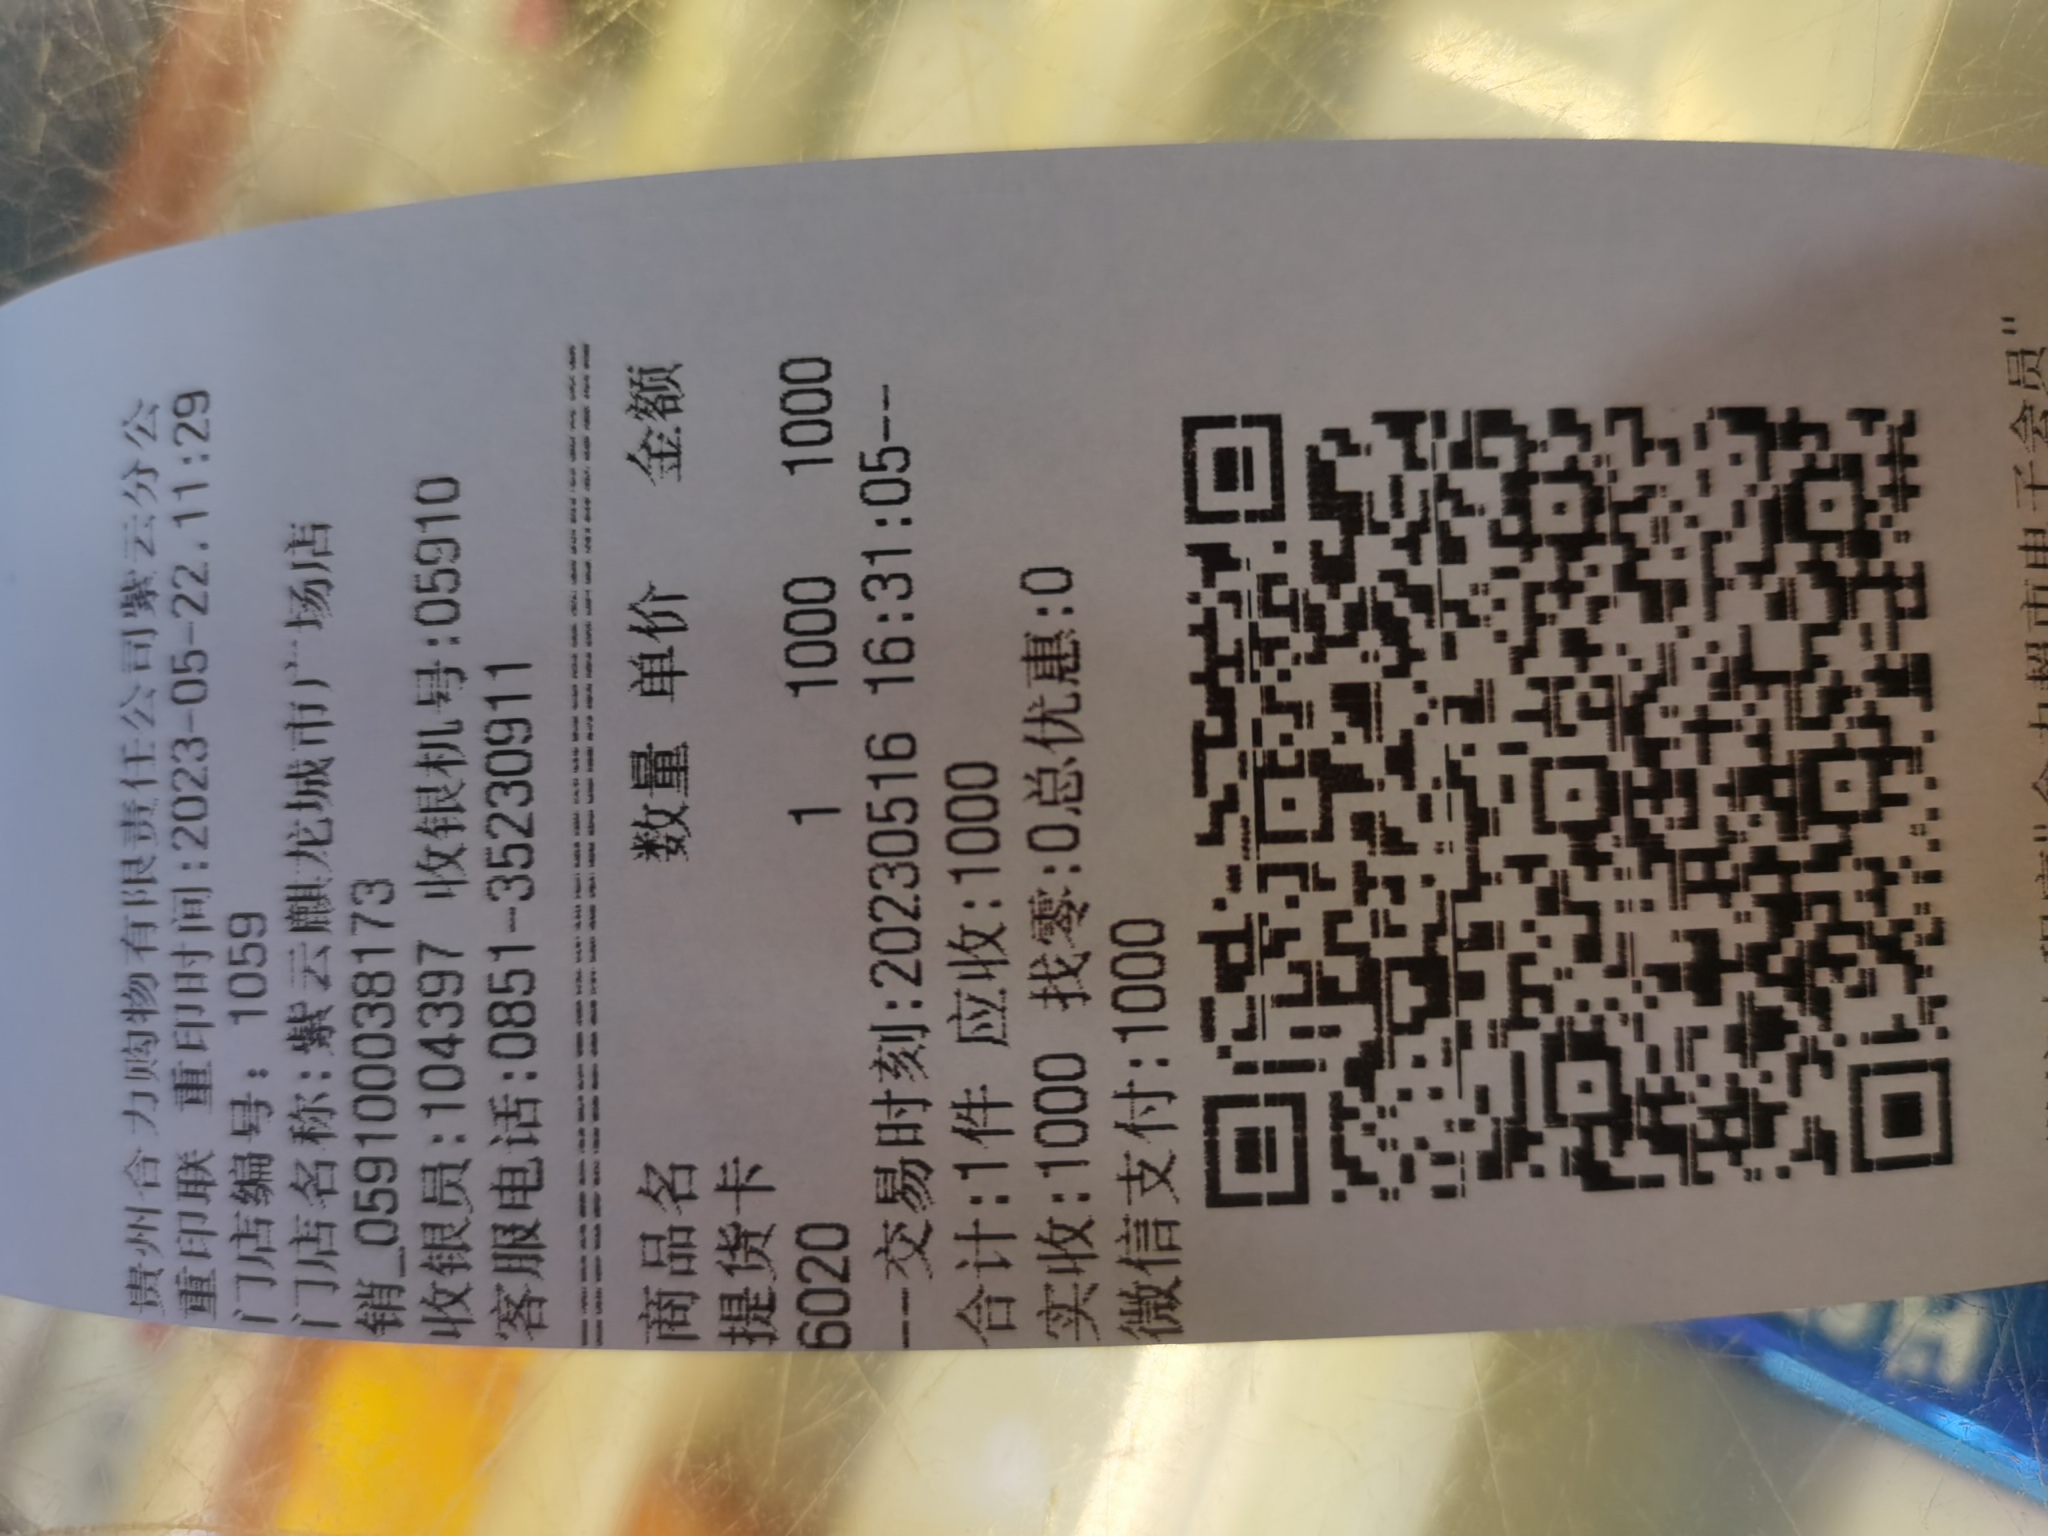 贵州合力购物有限责任公司紫云分公
重印联 重印时间:2023-05-22.11:29
门店编号: 1059
门店名称:紫云麒龙城市广场店
销_059100038173
收银员:104397 收银机号:05910
客服电话:0851-35230911
================================
商品名 数量 单价 金额
提货卡
6020 1 1000 1000
--交易时刻:20230516 16:31:05--
合计:1件 应收:1000
实收:1000 找零:0总优惠:0
微信支付:1000
超市电子会员"